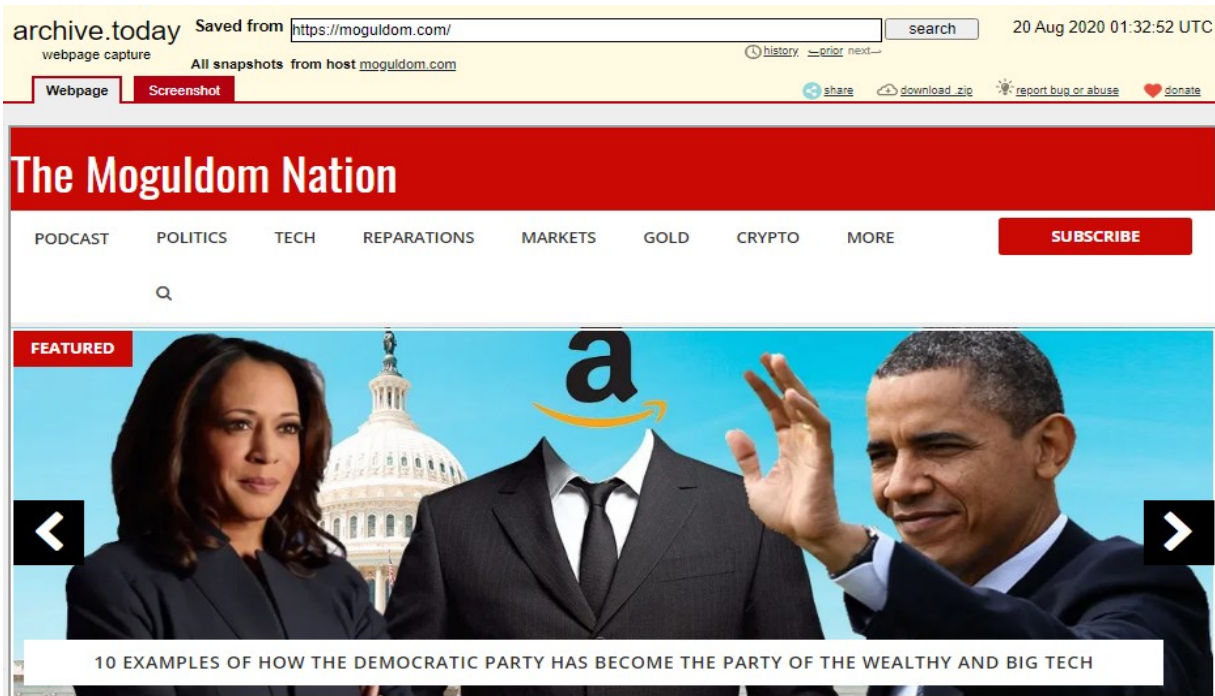 archive.today Saved from https://moguldom.com/ search 20 Aug 2020 01:32:52 UTC
webpage capture
history ←prior next→
All snapshots from host moguldom.com
Webpage Screenshot share download .zip report bug or abuse donate
The Moguldom Nation
PODCAST POLITICS TECH REPARATIONS MARKETS GOLD CRYPTO MORE SUBSCRIBE
FEATURED
a
10 EXAMPLES OF HOW THE DEMOCRATIC PARTY HAS BECOME THE PARTY OF THE WEALTHY AND BIG TECH